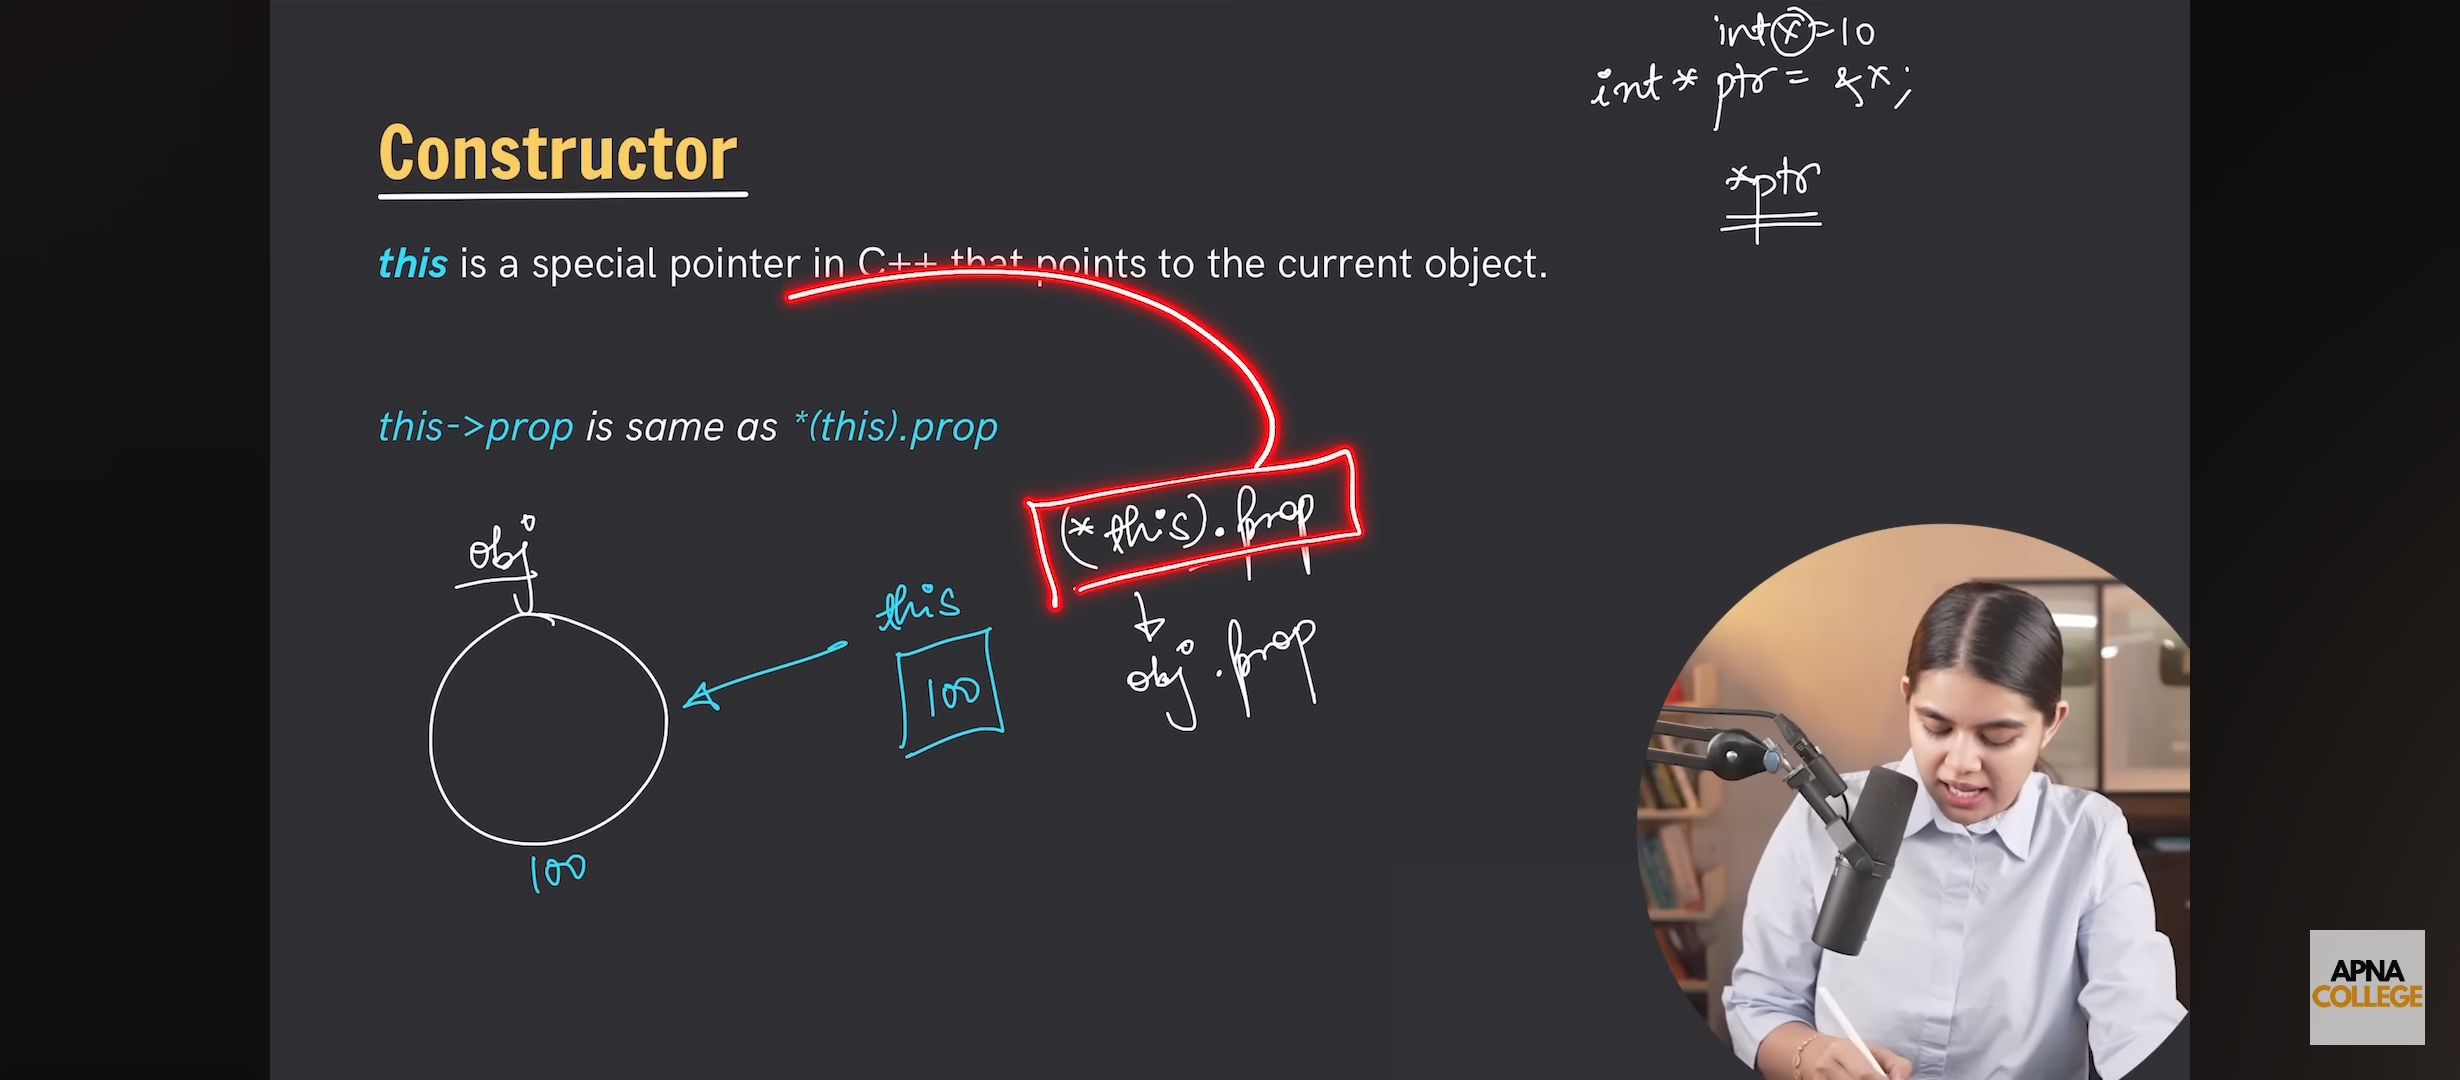 int x = 10
int * ptr = &x;
*ptr
Constructor
this is a special pointer in C++ that points to the current object.
this->prop is same as *(this).prop
(* this).prop
obj
this
100
obj.prop
100
APNA
COLLEGE